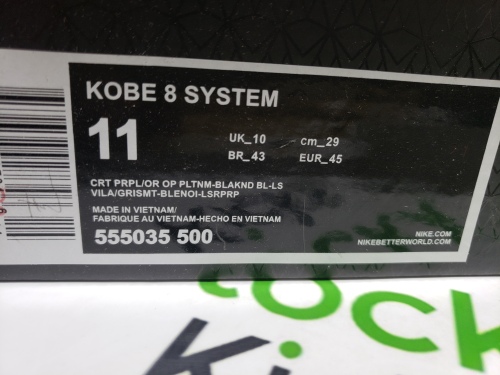 KOBE 8 SYSTEM
11
UK_10 cm_29
BR_43 EUR_45
CRT PRPL/OR OP PLTNM-BLAKND BL-LS
VILA/GRISMT-BLENOI-LSRPRP
MADE IN VIETNAM/
FABRIQUE AU VIETNAM-HECHO EN VIETNAM
555035 500
NIKE.COM
NIKEBETTERWORLD.COM